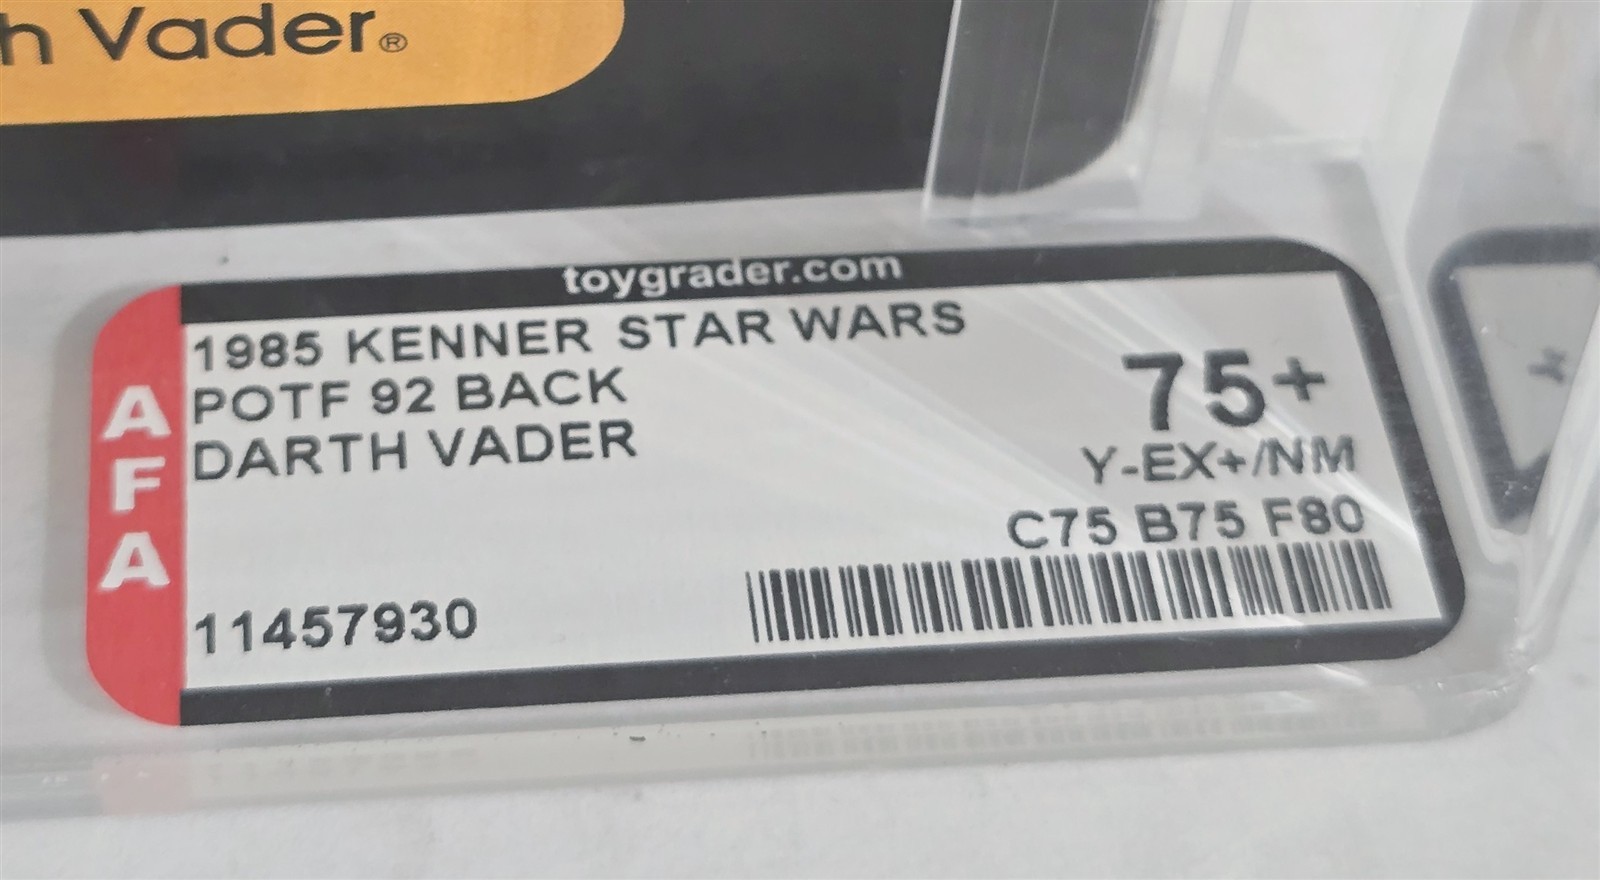 h Vader®
toygrader.com
AFA
1985 KENNER STAR WARS
POTF 92 BACK
DARTH VADER
75+
Y-EX+/NM
C75 B75 F80
11457930